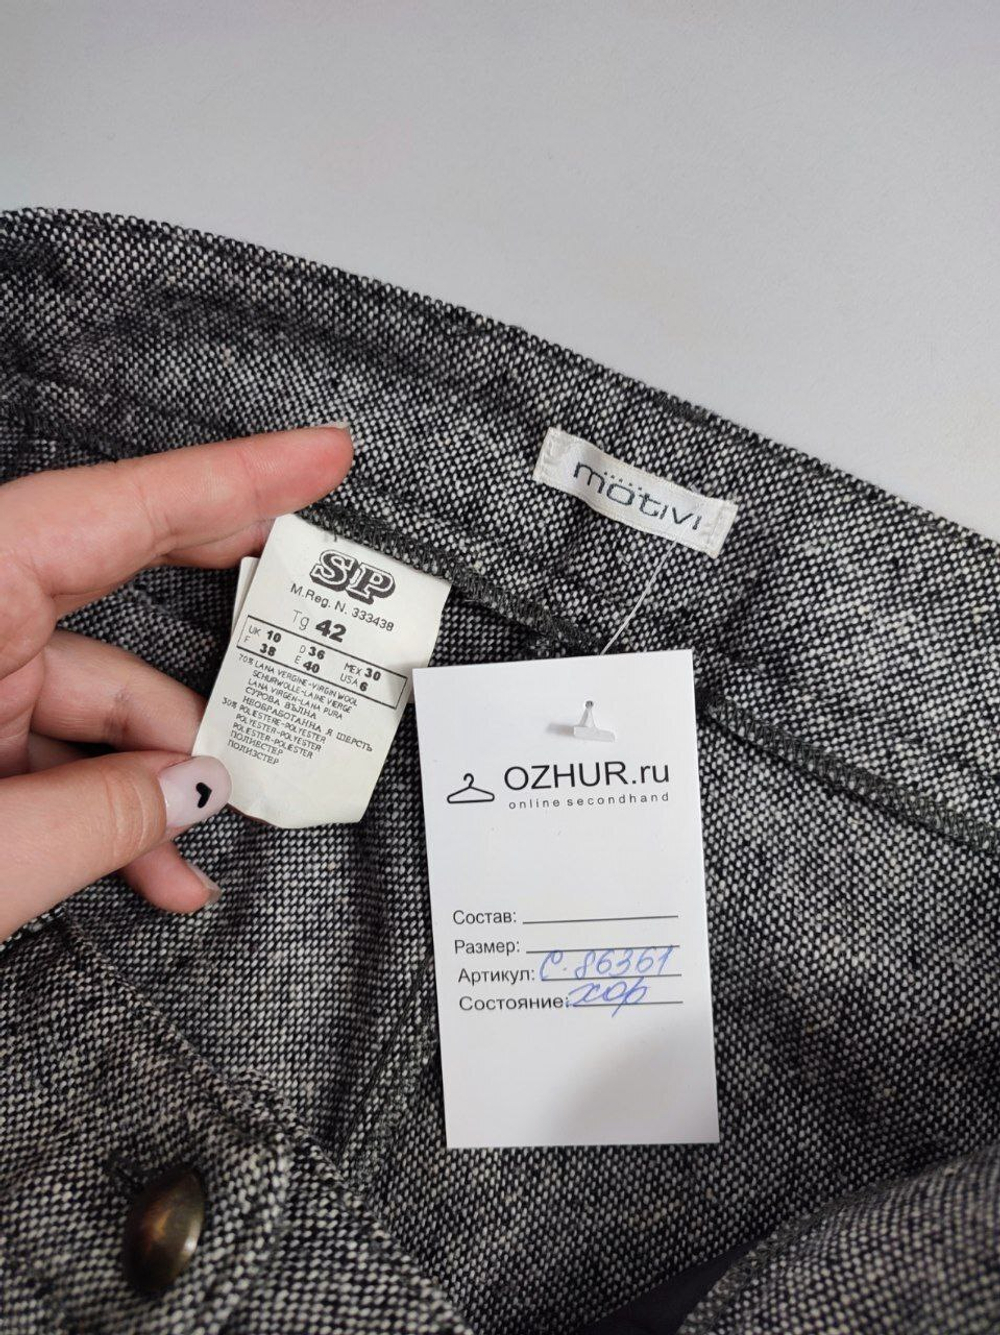 motivi
SP
M.Reg. N. 333438
Tg 42
UK 10 D 36 MEX 30
F 38 E 40 USA 6
70% LANA VERGINE-VIRGIN WOOL
SCHURWOLLE-LAINE VIERGE
LANA VIRGEN-LANA PURA
СУРОВА ВЪЛНА
НЕОБРАБОТАННА Я ШЕРСТЬ
30% POLIESTERE-POLYESTER
POLYESTER-POLYESTER
POLIESTER-POLIESTER
ПОЛИЕСТЕР
ПОЛИЭСТЕР
OZHUR.ru
online secondhand
Состав:
Размер:
Артикул: С-86361
Состояние: хор